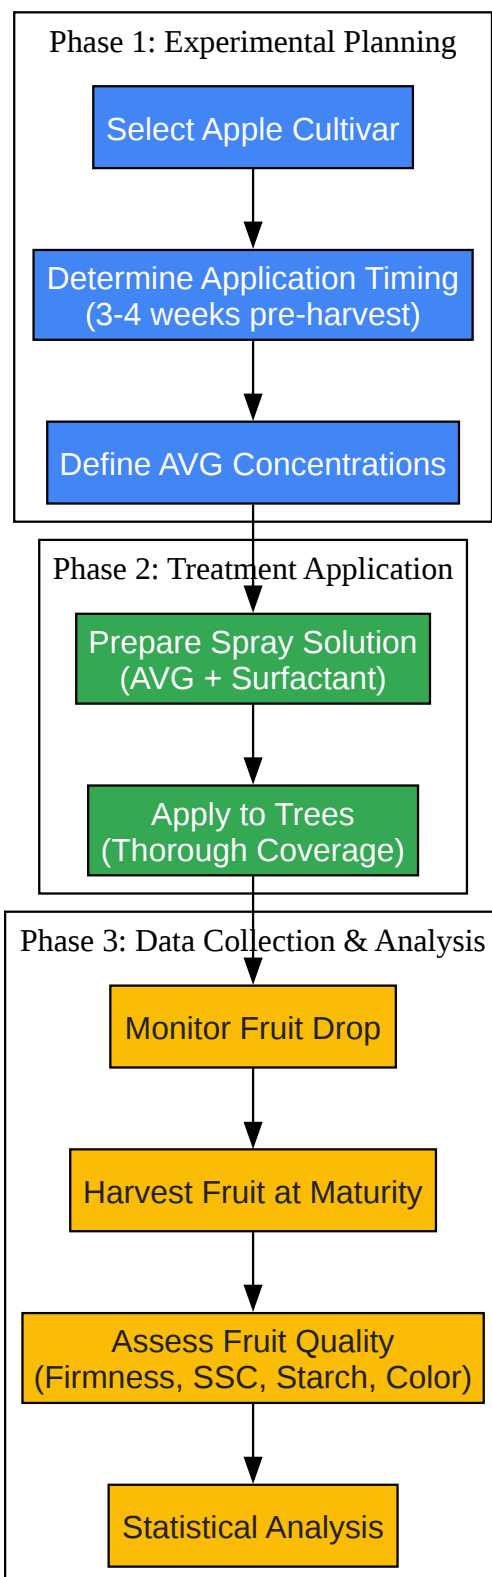 Phase 1: Experimental Planning
Select Apple Cultivar
Determine Application Timing
(3-4 weeks pre-harvest)
Define AVG Concentrations
Phase 2: Treatment Application
Prepare Spray Solution
(AVG + Surfactant)
Apply to Trees
(Thorough Coverage)
Phase 3: Data Collection & Analysis
Monitor Fruit Drop
Harvest Fruit at Maturity
Assess Fruit Quality
(Firmness, SSC, Starch, Color)
Statistical Analysis